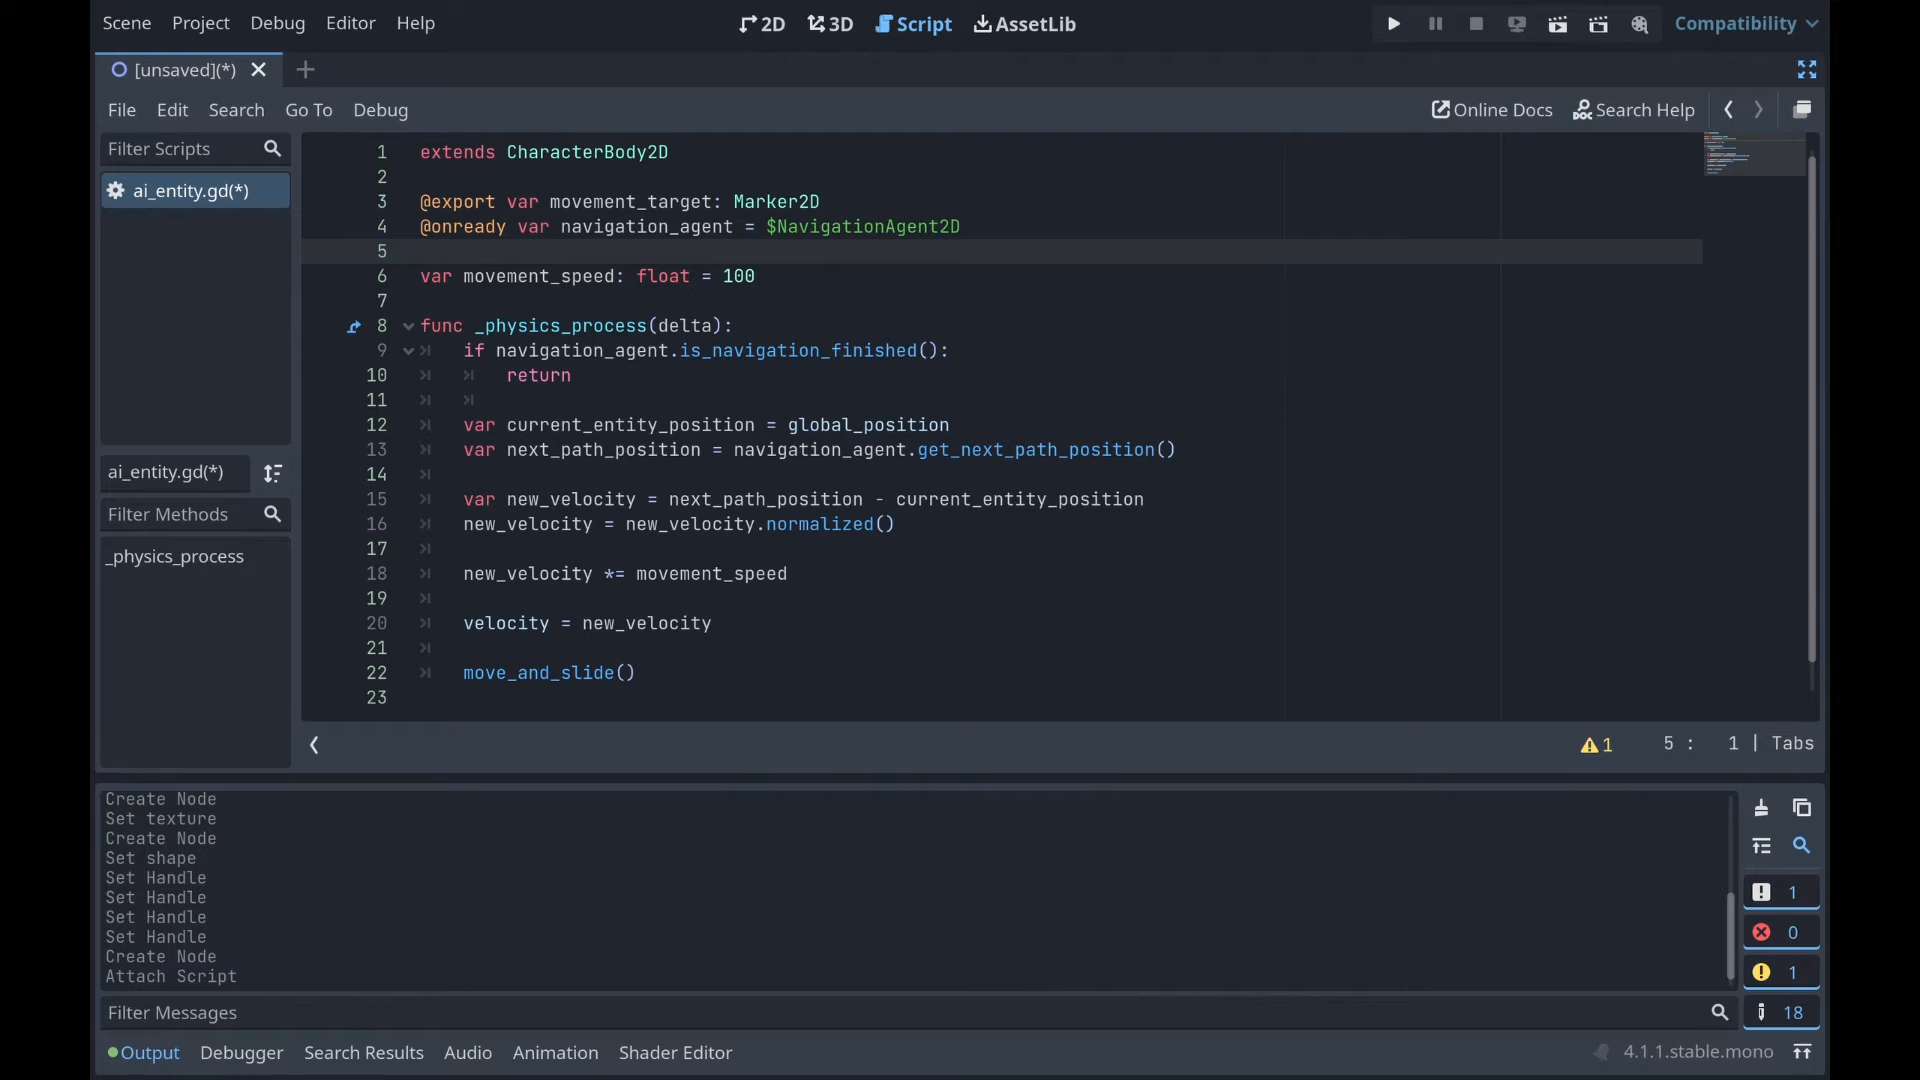 Scene Project Debug Editor Help
2D 3D Script AssetLib
Compatibility
[unsaved](*)
File Edit Search Go To Debug
Online Docs Search Help
Filter Scripts
ai_entity.gd(*)
ai_entity.gd(*)
Filter Methods
_physics_process
1 extends CharacterBody2D
2
3 @export var movement_target: Marker2D
4 @onready var navigation_agent = $NavigationAgent2D
5
6 var movement_speed: float = 100
7
8 func _physics_process(delta):
9 if navigation_agent.is_navigation_finished():
10 return
11
12 var current_entity_position = global_position
13 var next_path_position = navigation_agent.get_next_path_position()
14
15 var new_velocity = next_path_position - current_entity_position
16 new_velocity = new_velocity.normalized()
17
18 new_velocity *= movement_speed
19
20 velocity = new_velocity
21
22 move_and_slide()
23
1 5 : 1 | Tabs
Create Node
Set texture
Create Node
Set shape
Set Handle
Set Handle
Set Handle
Set Handle
Create Node
Attach Script
1
0
1
18
Filter Messages
Output Debugger Search Results Audio Animation Shader Editor
4.1.1.stable.mono